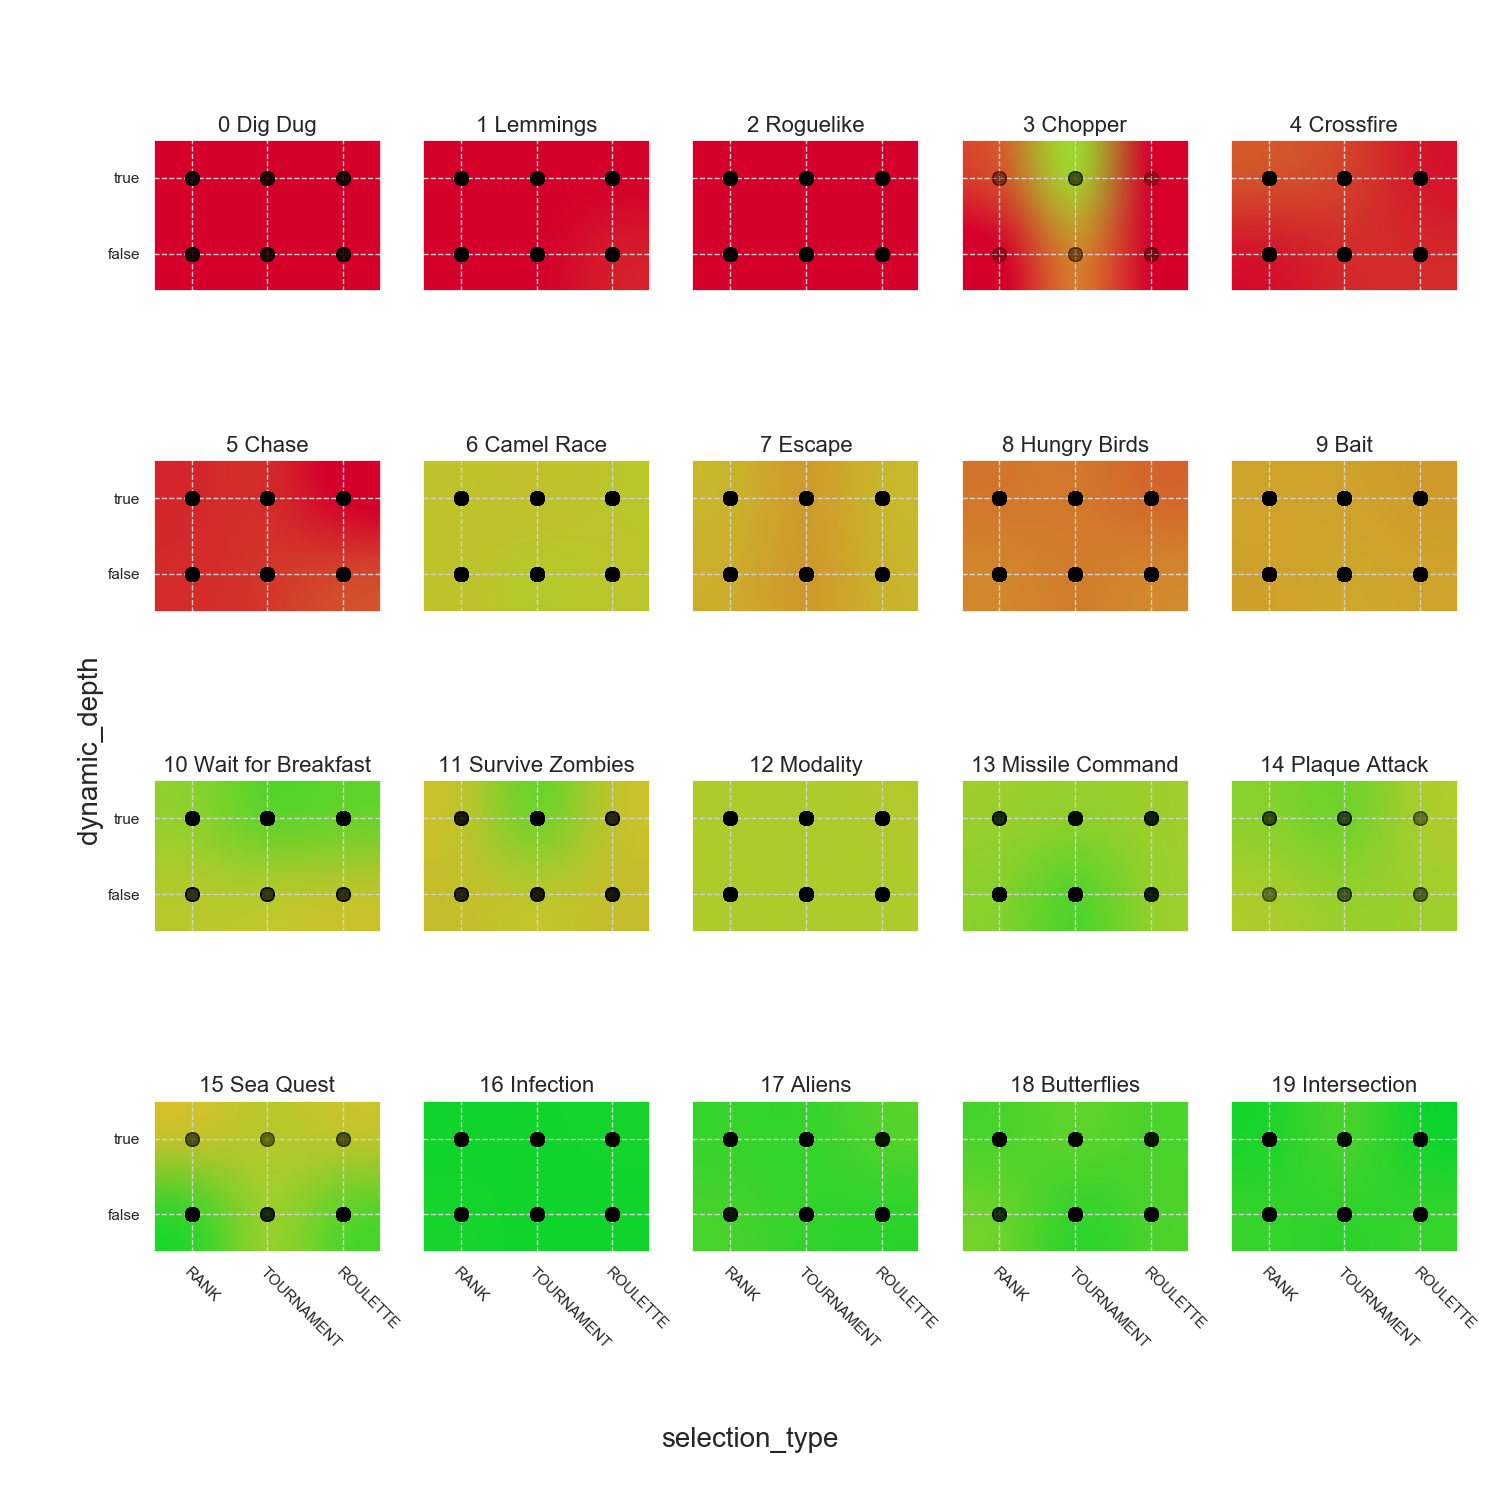 0 Dig Dug
1 Lemmings
2 Roguelike
3 Chopper
4 Crossfire
true
false
5 Chase
6 Camel Race
7 Escape
8 Hungry Birds
9 Bait
true
false
dynamic_depth
10 Wait for Breakfast
11 Survive Zombies
12 Modality
13 Missile Command
14 Plaque Attack
true
false
15 Sea Quest
16 Infection
17 Aliens
18 Butterflies
19 Intersection
true
false
RANK
TOURNAMENT
ROULETTE
RANK
TOURNAMENT
ROULETTE
RANK
TOURNAMENT
ROULETTE
RANK
TOURNAMENT
ROULETTE
RANK
TOURNAMENT
ROULETTE
selection_type